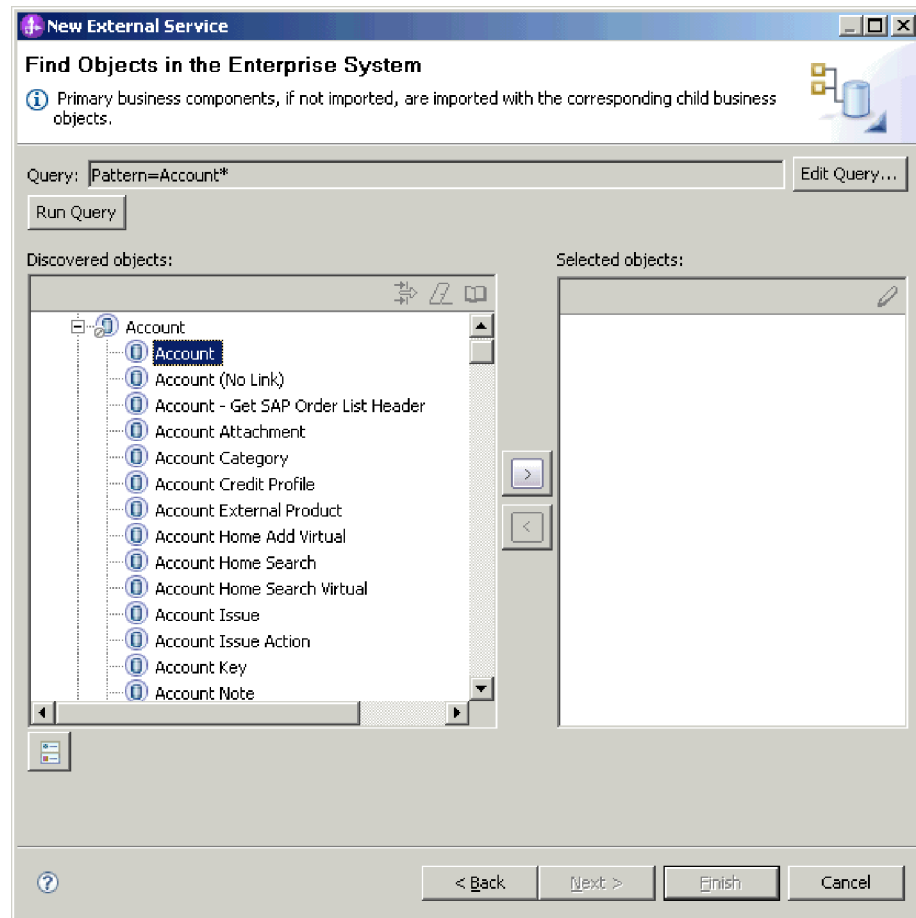 New External Service
Find Objects in the Enterprise System
Primary business components, if not imported, are imported with the corresponding child business
objects.
Query: Pattern=Account* Edit Query...
Run Query
Discovered objects: Selected objects:
Account
Account
Account (No Link)
Account - Get SAP Order List Header
Account Attachment
Account Category
Account Credit Profile
Account External Product
Account Home Add Virtual
Account Home Search
Account Home Search Virtual
Account Issue
Account Issue Action
Account Key
Account Note
< Back Next > Finish Cancel